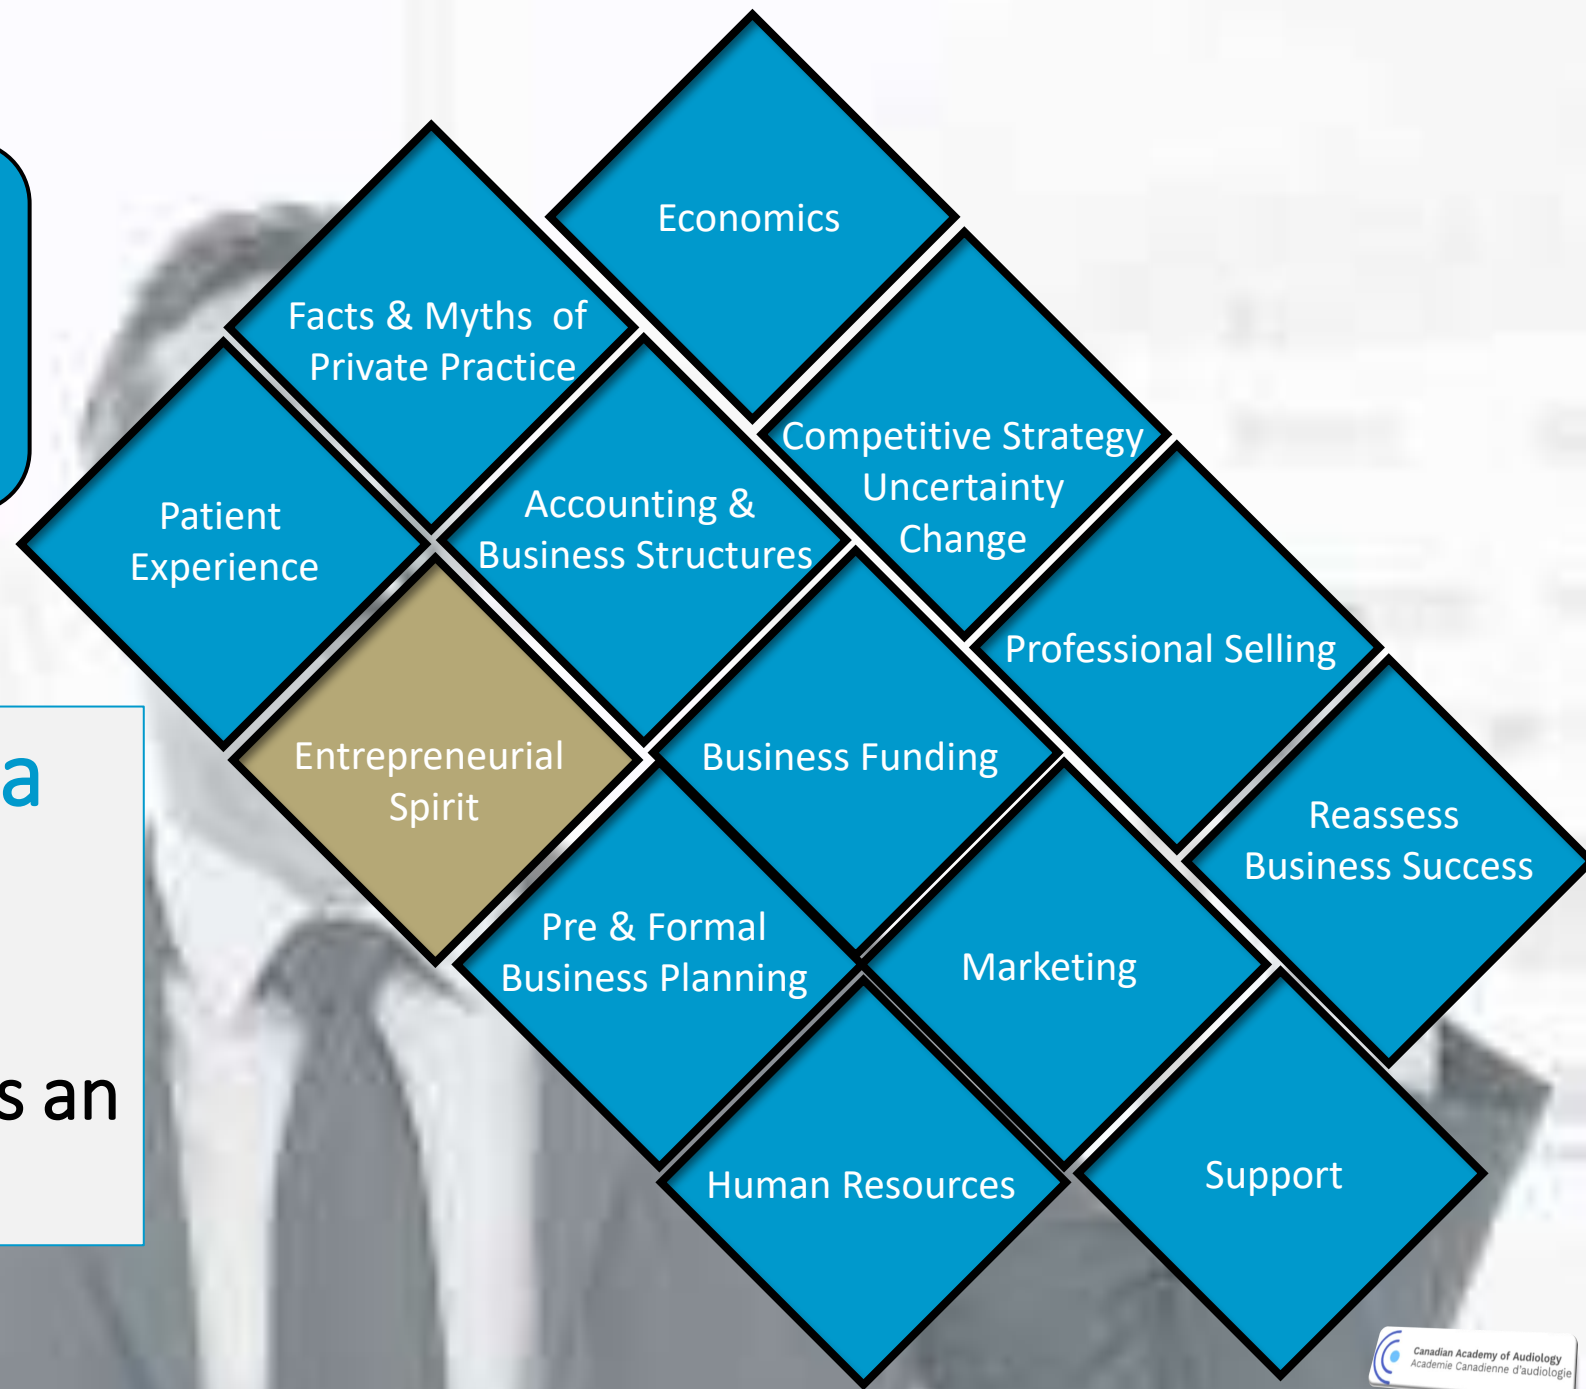 Economics
Facts & Myths of
Private Practice
Competitive Strategy
Uncertainty
Change
Accounting &
Business Structures
Patient
Experience
Professional Selling
Entrepreneurial
Spirit
Business Funding
Reassess
Business Success
Pre & Formal
Business Planning
Marketing
Human Resources
Support
a
s an
Canadian Academy of Audiology
Academie Canadienne d'audiologie